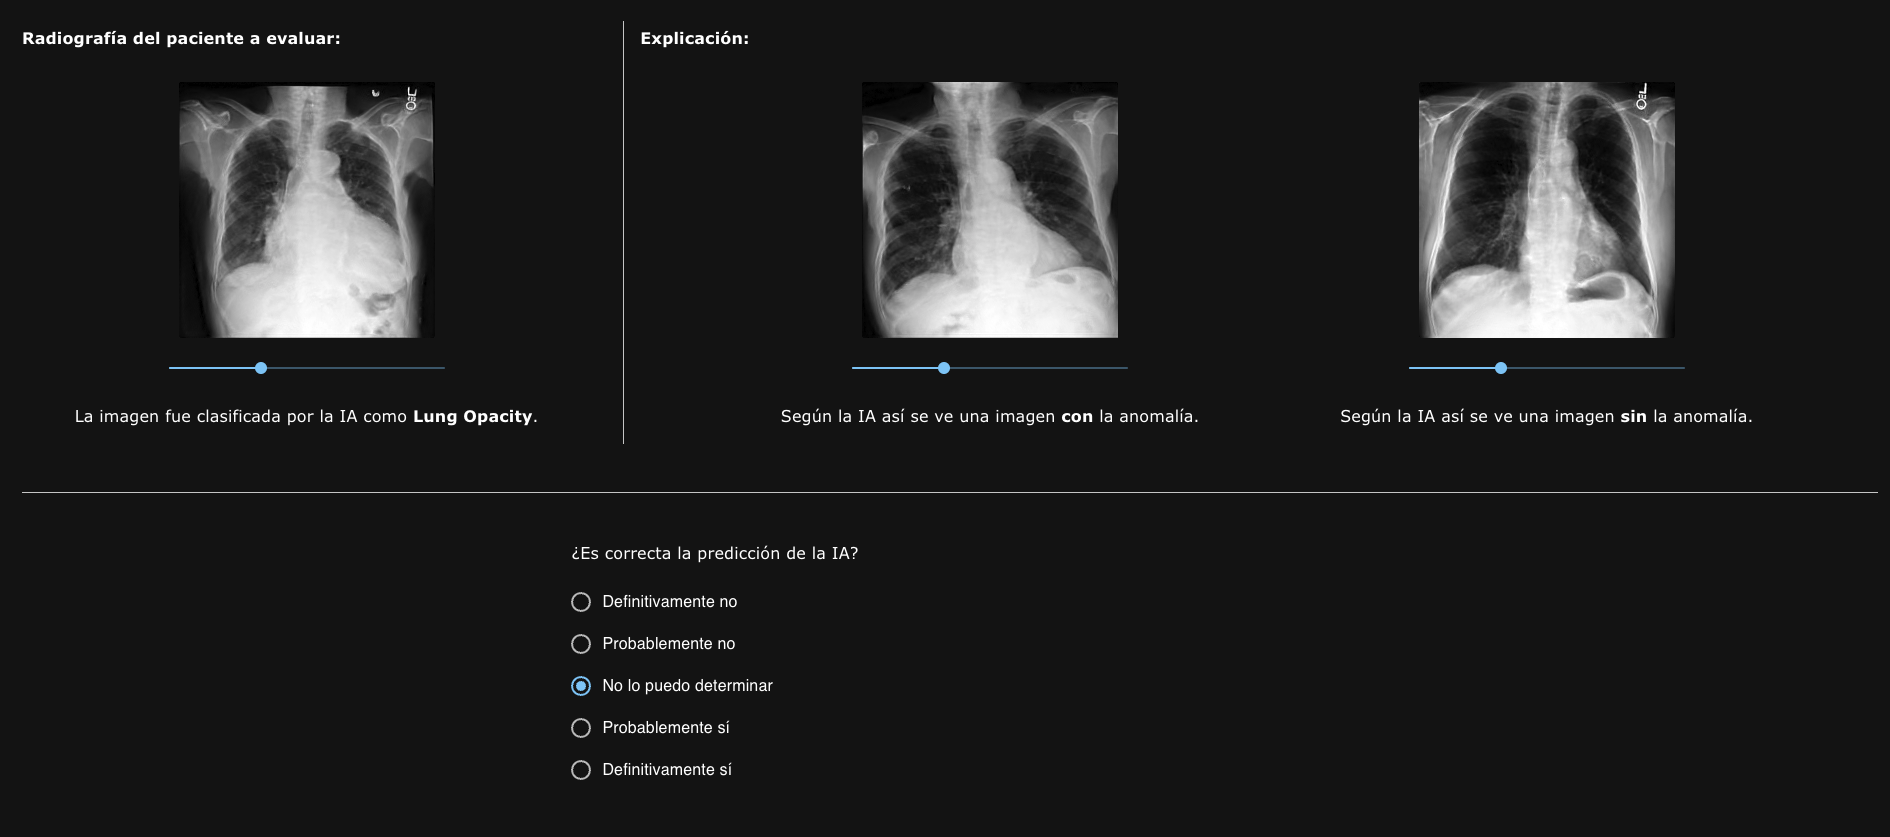 Radiografía del paciente a evaluar:
Explicación:
La imagen fue clasificada por la IA como Lung Opacity.
Según la IA así se ve una imagen con la anomalía.
Según la IA así se ve una imagen sin la anomalía.
¿Es correcta la predicción de la IA?
Definitivamente no
Probablemente no
No lo puedo determinar
Probablemente sí
Definitivamente sí